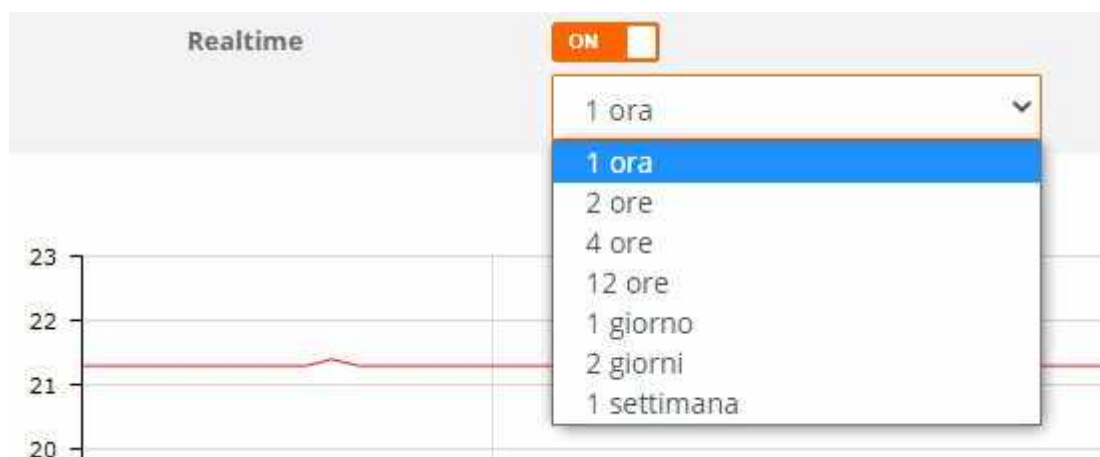 Realtime ON
1 ora
1 ora
2 ore
4 ore
12 ore
1 giorno
2 giorni
1 settimana
23
22
21
20